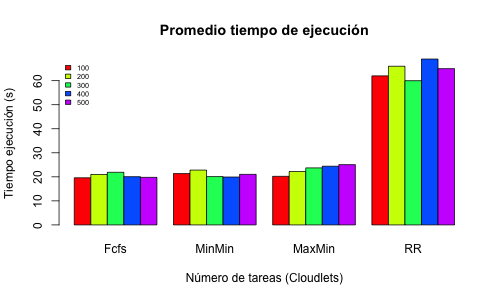 Promedio tiempo de ejecución
Tiempo ejecución (s)
0
10
20
30
40
50
60
100
200
300
400
500
Fcfs
MinMin
MaxMin
RR
Número de tareas (Cloudlets)